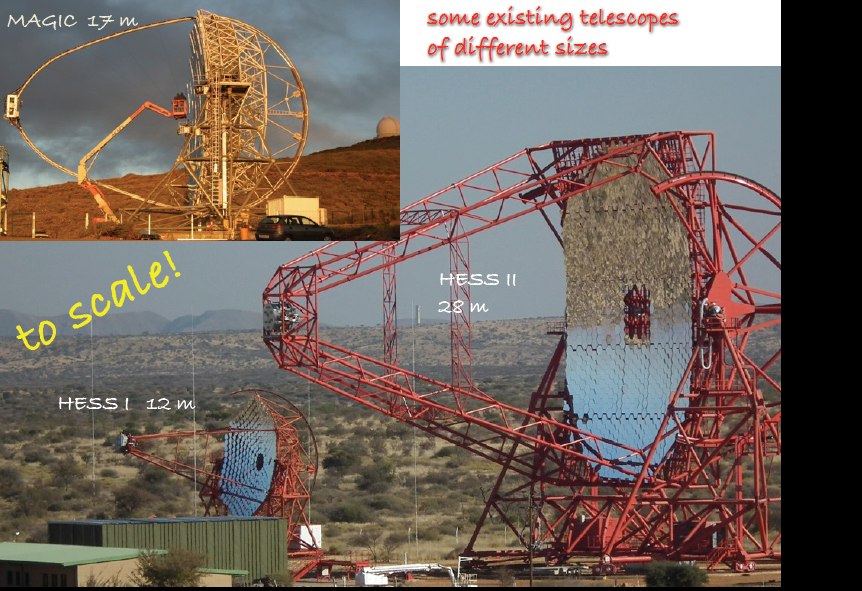 MAGIC 17 m
some existing telescopes
of different sizes
to scale!
HESS II
28 m
HESS I 12 m